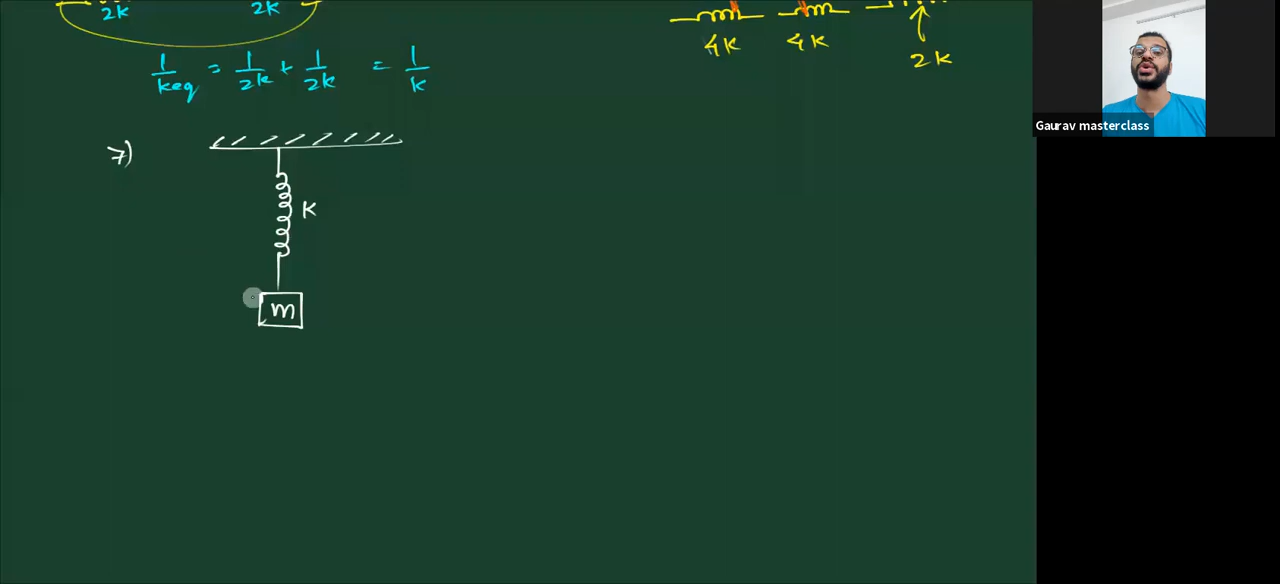 2k 2k
4k 4k
2k
1/keq = 1/2k + 1/2k = 1/k
7)
K
m
Gaurav masterclass